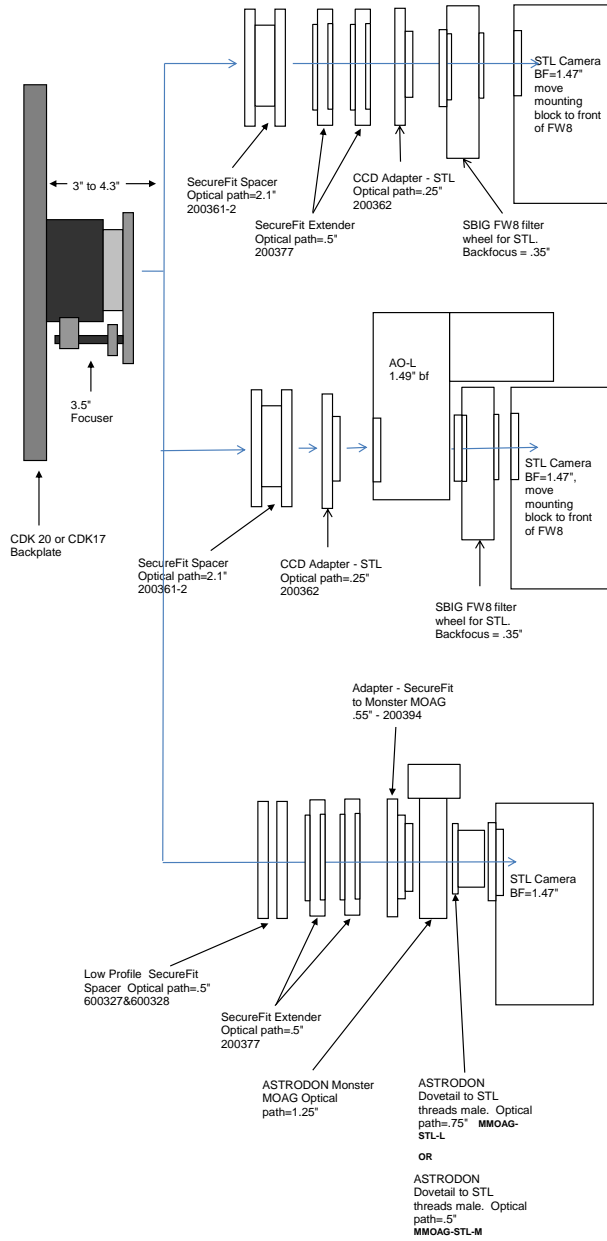 STL Camera
BF=1.47"
move
mounting
block to front
of FW8
3" to 4.3"
SecureFit Spacer
Optical path=2.1"
200361-2
CCD Adapter - STL
Optical path=.25"
200362
SecureFit Extender
Optical path=.5"
200377
SBIG FW8 filter
wheel for STL.
Backfocus = .35"
AO-L
1.49" bf
3.5"
Focuser
STL Camera
BF=1.47",
move
mounting
block to front
of FW8
CDK 20 or CDK17
Backplate
SecureFit Spacer
Optical path=2.1"
200361-2
CCD Adapter - STL
Optical path=.25"
200362
SBIG FW8 filter
wheel for STL.
Backfocus = .35"
Adapter - SecureFit
to Monster MOAG
.55" - 200394
STL Camera
BF=1.47"
Low Profile SecureFit
Spacer Optical path=.5"
600327&600328
SecureFit Extender
Optical path=.5"
200377
ASTRODON Monster
MOAG Optical
path=1.25"
ASTRODON
Dovetail to STL
threads male. Optical
path=.75" MMOAG-
STL-L
OR
ASTRODON
Dovetail to STL
threads male. Optical
path=.5"
MMOAG-STL-M